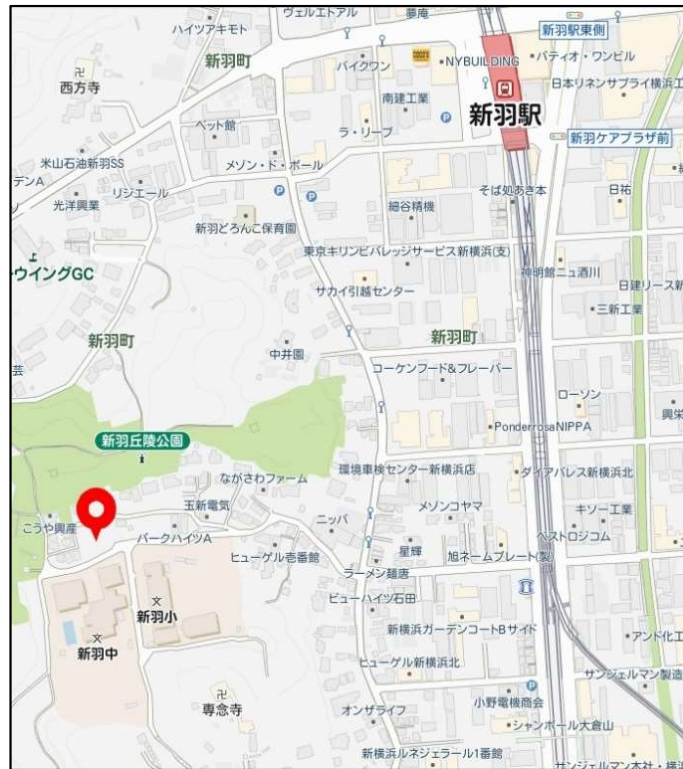 ヴェルエトアル
夢庵
ハイツアキモト
新羽駅東側
新羽町
バイクワン
COCO'S
NYBUILDING
パティオ・ワンビル
卍
西方寺
日本リネンサプライ横浜工
南建工業
新羽駅
ペット館
ラ・リーブ
P
新羽ケアプラザ前
米山石油新羽SS
メゾン・ド・ポール
デンA
リジエール
P
P
そば処あき本
日祐
光洋興業
細谷精機
新羽どろんこ保育園
東京キリンビバレッジサービス新横浜(支)
ーウイングGC
神明館ニュ酒川
日建リース新
サカイ引越センター
三新工業
新羽町
新羽町
中井園
芸
コーケンフード&フレーバー
ローソン
興栄
PonderrosaNIPPA
新羽丘陵公園
環境車検センター新横浜店
ダイアパレス新横浜北
ながさわファーム
こうや興産
玉新電気
メゾンコヤマ
キソー工業
ニッパ
パークハイツA
ベストロジコム
ヒューゲル壱番館
星輝
旭ネームプレート(製)
ラーメン麺唐
文
新羽小
ビューハイツ石田
文
新羽中
新横浜ガーデンコートBサイド
アンド化工
ヒューゲル新横浜北
サンジェルマン製造
卍
専念寺
P
小野電機商会
オンザライフ
シャンボール大倉山
新横浜ルネジェラール1番館
サンジェルマン本社・横浜